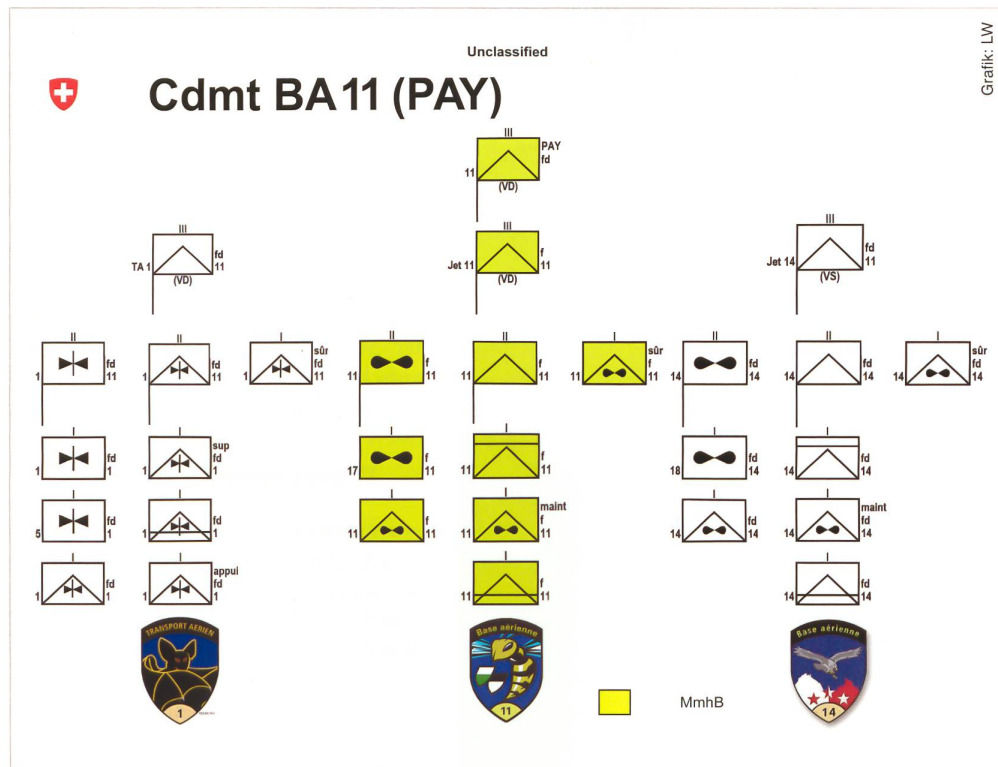 Unclassified
Grafik: LW
Cdmt BA11 (PAY)
III
PAY
fd
11
(VD)
III
fd
TA 1
11
(VD)
III
f
Jet 11
11
(VD)
III
fd
Jet 14
11
(VS)
II
fd
1
11
II
fd
1
11
I
sûr
fd
1
11
II
f
11
11
II
f
11
11
I
sûr
f
11
11
II
fd
14
14
II
fd
14
14
I
sûr
fd
14
14
I
fd
1
1
I
sup
fd
1
1
I
f
17
11
I
f
11
11
I
fd
18
14
I
fd
14
14
I
fd
5
1
I
fd
1
1
I
f
11
11
I
maint
f
11
11
I
fd
14
14
I
maint
fd
14
14
I
fd
1
1
I
appui
fd
1
1
I
f
11
11
I
fd
14
14
TRANSPORT AERIEN
1
Base aérienne
11
Base aérienne
14
MmhB